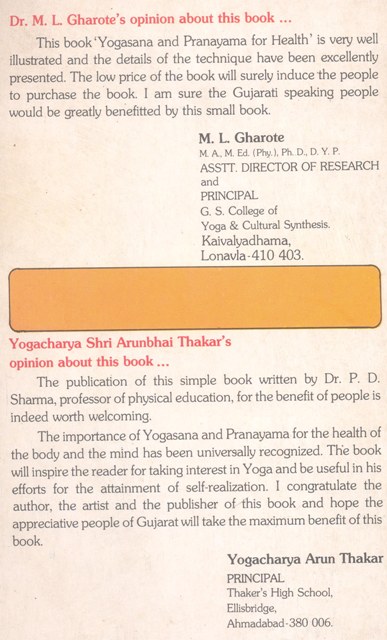 Dr. M. L. Gharote's opinion about this book ...
This book 'Yogasana and Pranayama for Health' is very well
illustrated and the details of the technique have been excellently
presented. The low price of the book will surely induce the people
to purchase the book. I am sure the Gujarati speaking people
would be greatly benefitted by this small book.
M. L. Gharote
M. A., M. Ed. (Phy.), Ph. D., D. Y. P.
ASSTT. DIRECTOR OF RESEARCH
and
PRINCIPAL
G. S. College of
Yoga & Cultural Synthesis.
Kaivalyadhama,
Lonavla-410 403.
Yogacharya Shri Arunbhai Thakar's
opinion about this book ...
The publication of this simple book written by Dr. P. D.
Sharma, professor of physical education, for the benefit of people is
indeed worth welcoming.
The importance of Yogasana and Pranayama for the health of
the body and the mind has been universally recognized. The book
will inspire the reader for taking interest in Yoga and be useful in his
efforts for the attainment of self-realization. I congratulate the
author, the artist and the publisher of this book and hope the
appreciative people of Gujarat will take the maximum benefit of this
book.
Yogacharya Arun Thakar
PRINCIPAL
Thaker's High School,
Ellisbridge,
Ahmadabad-380 006.